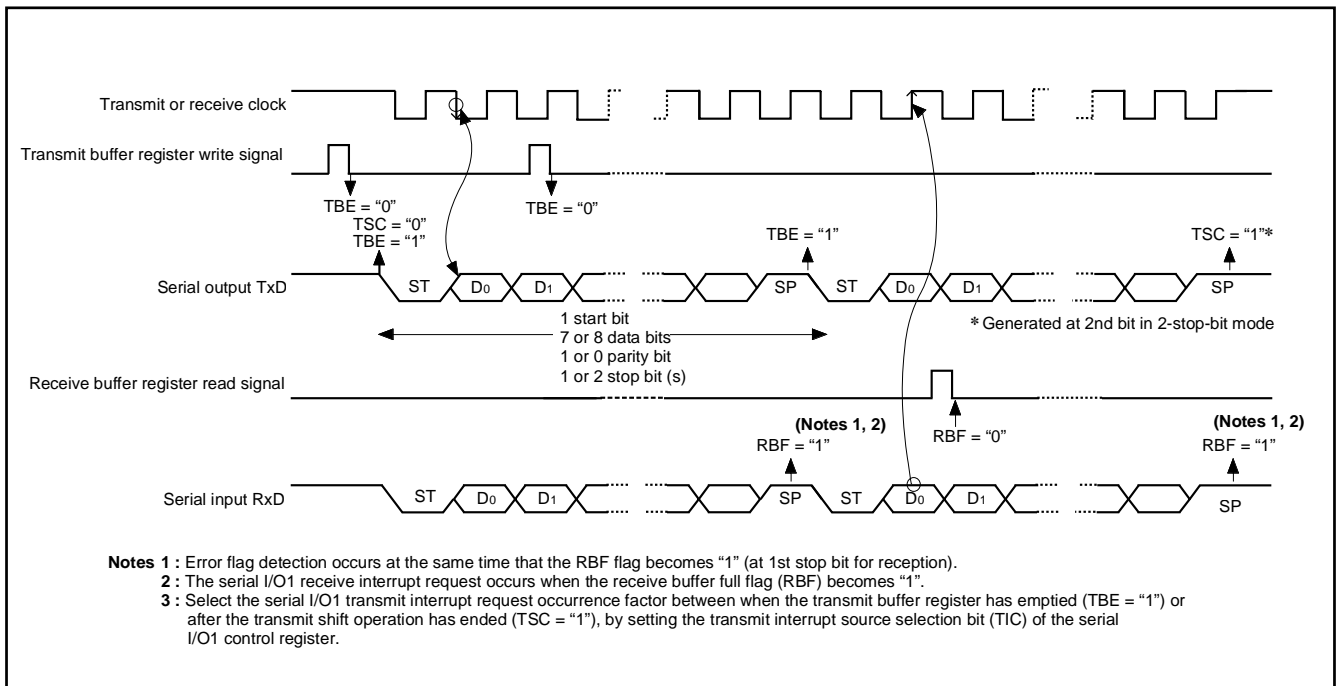 Transmit or receive clock
Transmit buffer register write signal
TBE = “0”
TSC = “0”
TBE = “1”
TBE = “0”
TBE = “1”
TSC = “1”*
Serial output TxD
ST D0 D1 SP ST D0 D1 SP
* Generated at 2nd bit in 2-stop-bit mode
1 start bit
7 or 8 data bits
1 or 0 parity bit
1 or 2 stop bit (s)
Receive buffer register read signal
(Notes 1, 2)
RBF = “1”
RBF = “0”
(Notes 1, 2)
RBF = “1”
Serial input RxD
ST D0 D1 SP ST D0 D1 SP
Notes 1 : Error flag detection occurs at the same time that the RBF flag becomes “1” (at 1st stop bit for reception).
2 : The serial I/O1 receive interrupt request occurs when the receive buffer full flag (RBF) becomes “1”.
3 : Select the serial I/O1 transmit interrupt request occurrence factor between when the transmit buffer register has emptied (TBE = “1”) or
after the transmit shift operation has ended (TSC = “1”), by setting the transmit interrupt source selection bit (TIC) of the serial
I/O1 control register.